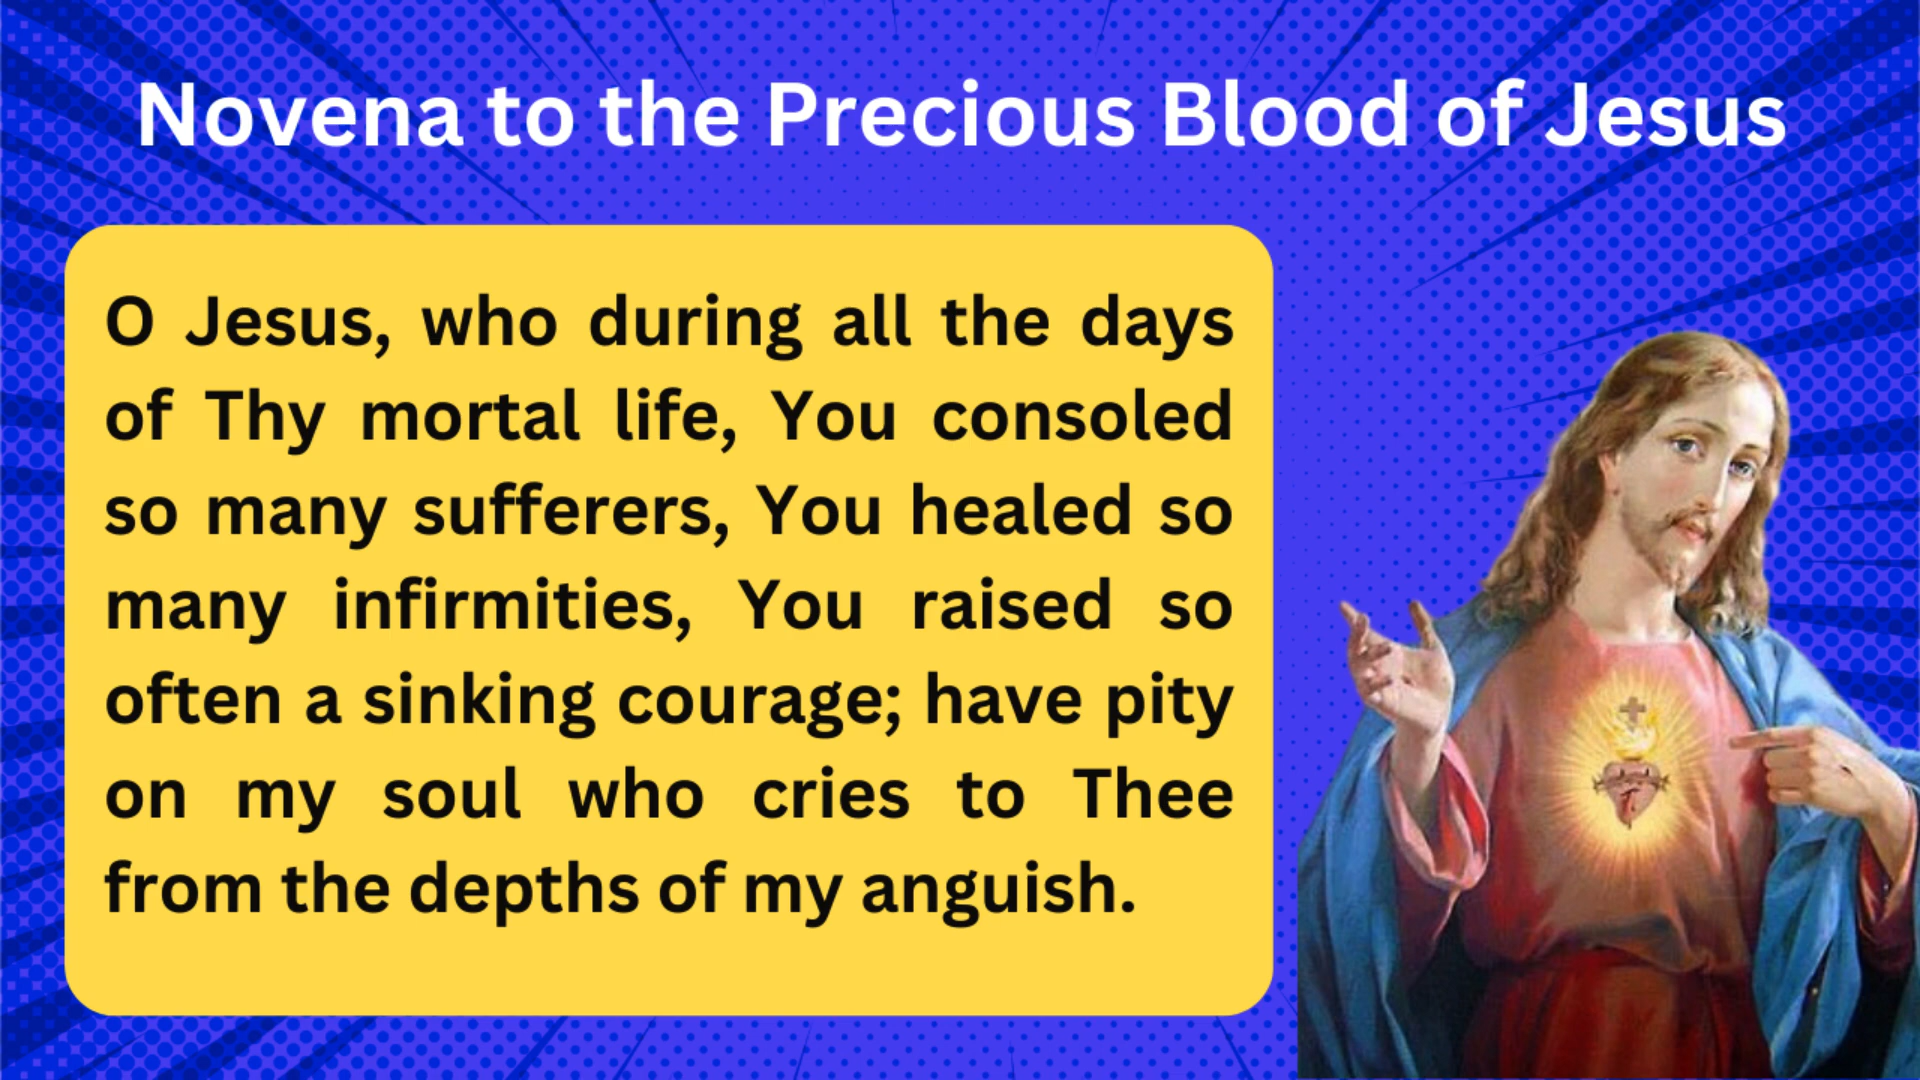 Novena to the Precious Blood of Jesus
O Jesus, who during all the days
of Thy mortal life, You consoled
so many sufferers, You healed so
many infirmities, You raised so
often a sinking courage; have pity
on my soul who cries to Thee
from the depths of my anguish.